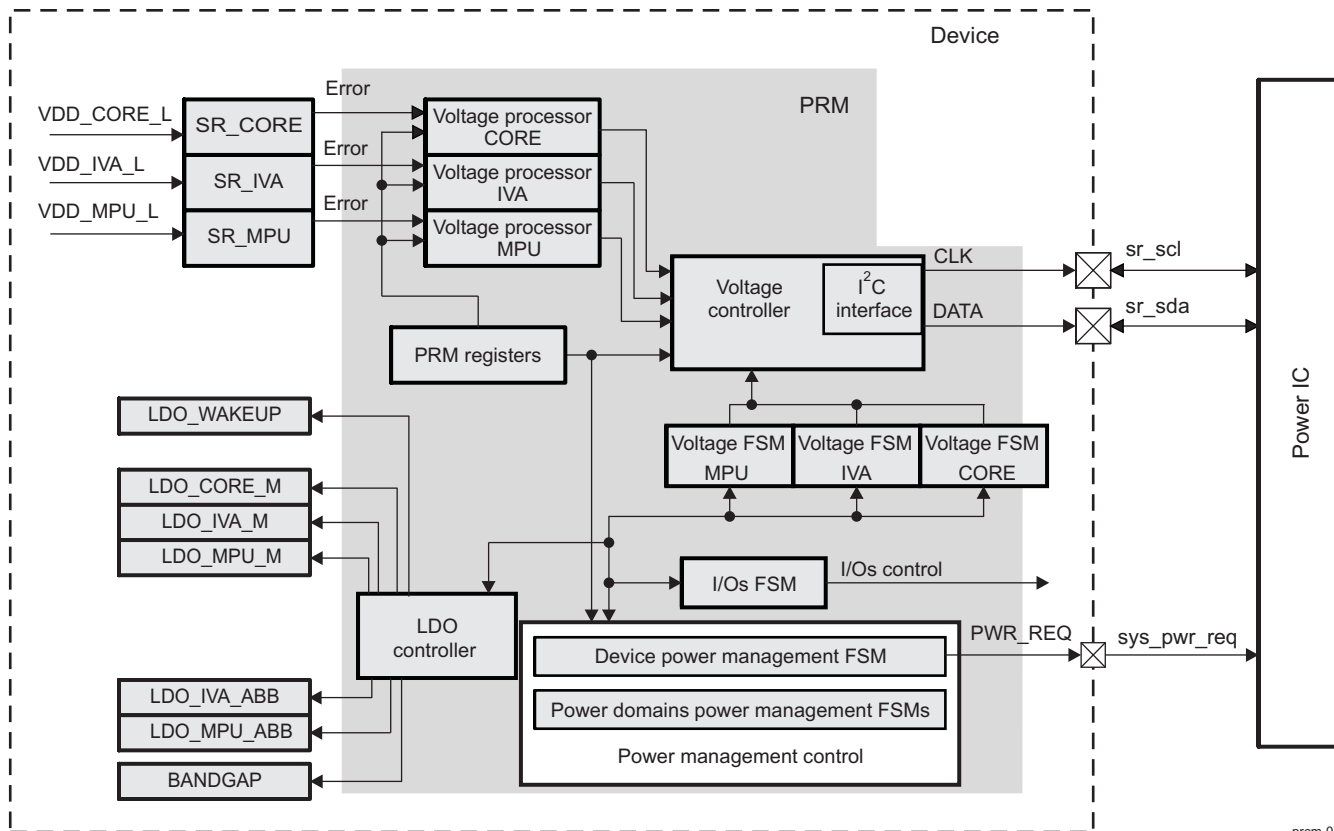 Device
PRM
VDD_CORE_L
SR_CORE
Error
Voltage processor
CORE
VDD_IVA_L
SR_IVA
Error
Voltage processor
IVA
VDD_MPU_L
SR_MPU
Error
Voltage processor
MPU
Voltage
controller
I2C
interface
CLK
sr_scl
DATA
sr_sda
PRM registers
Power IC
LDO_WAKEUP
Voltage FSM
MPU
Voltage FSM
IVA
Voltage FSM
CORE
LDO_CORE_M
LDO_IVA_M
LDO_MPU_M
I/Os FSM
I/Os control
LDO
controller
Device power management FSM
PWR_REQ
sys_pwr_req
Power domains power management FSMs
Power management control
LDO_IVA_ABB
LDO_MPU_ABB
BANDGAP